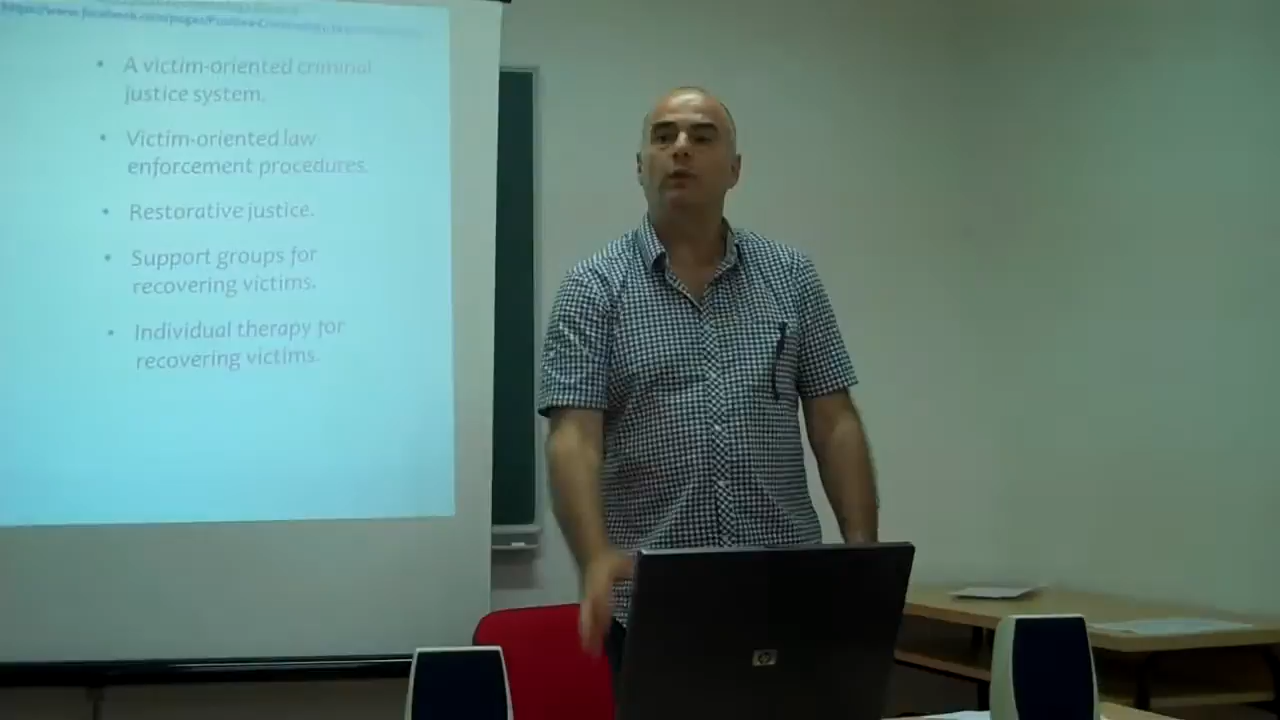 • A victim-oriented criminal
justice system.
• Victim-oriented law
enforcement procedures.
• Restorative justice.
• Support groups for
recovering victims.
• Individual therapy for
recovering victims.
hp